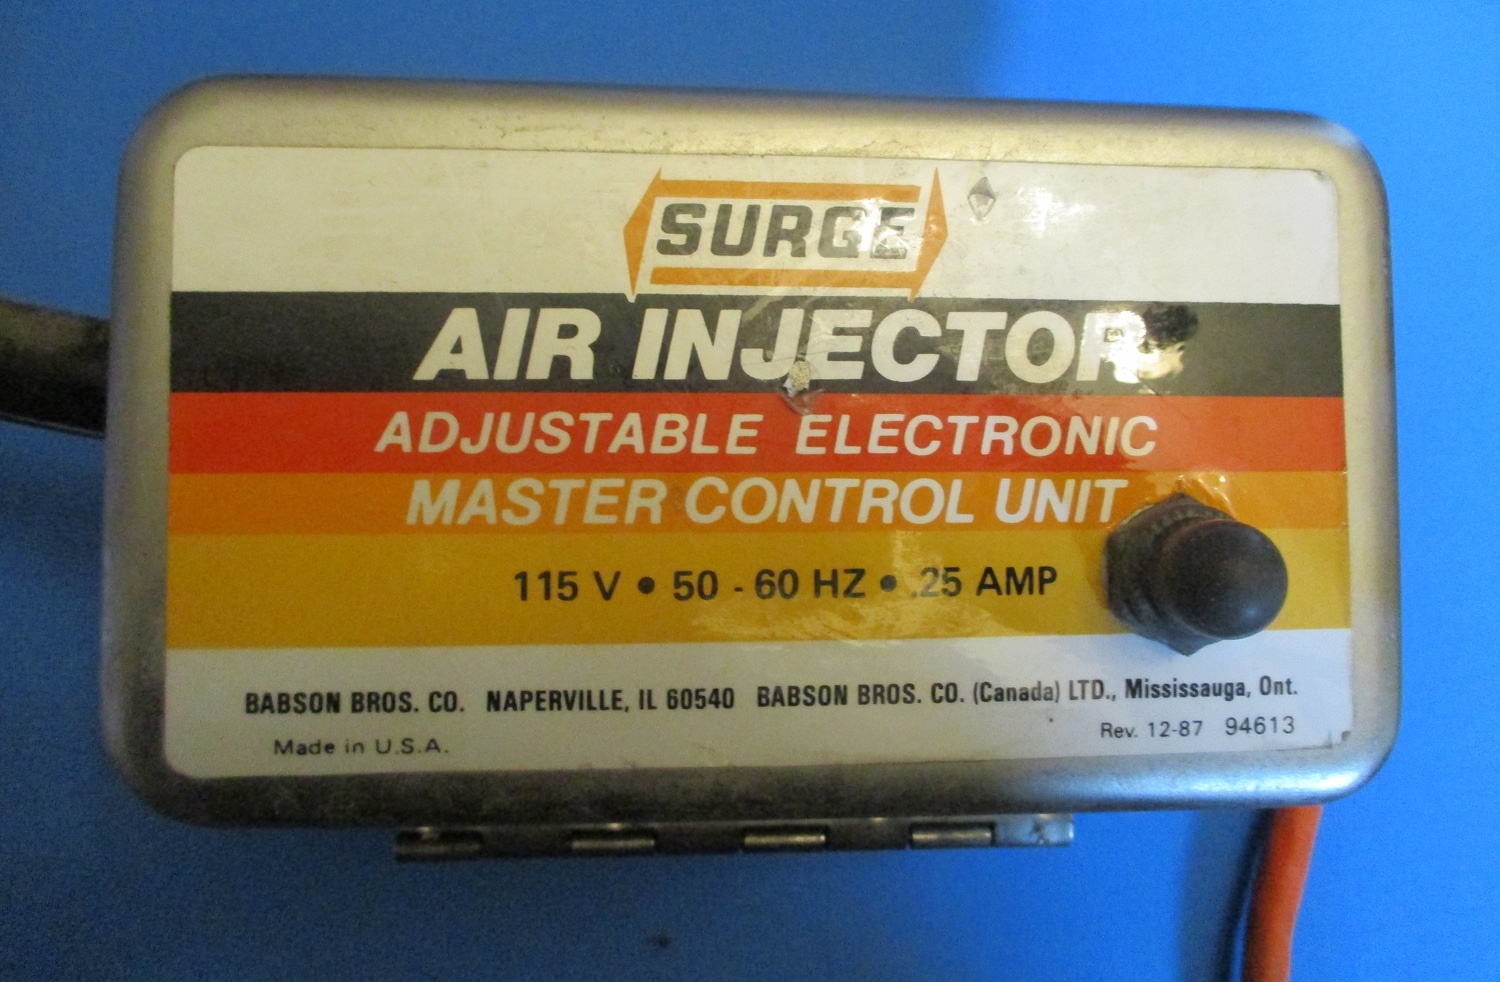 SURGE
AIR INJECTOR
ADJUSTABLE ELECTRONIC
MASTER CONTROL UNIT
115 V • 50 - 60 HZ • .25 AMP
BABSON BROS. CO. NAPERVILLE, IL 60540 BABSON BROS. CO. (Canada) LTD., Mississauga, Ont.
Made in U.S.A. Rev. 12-87 94613